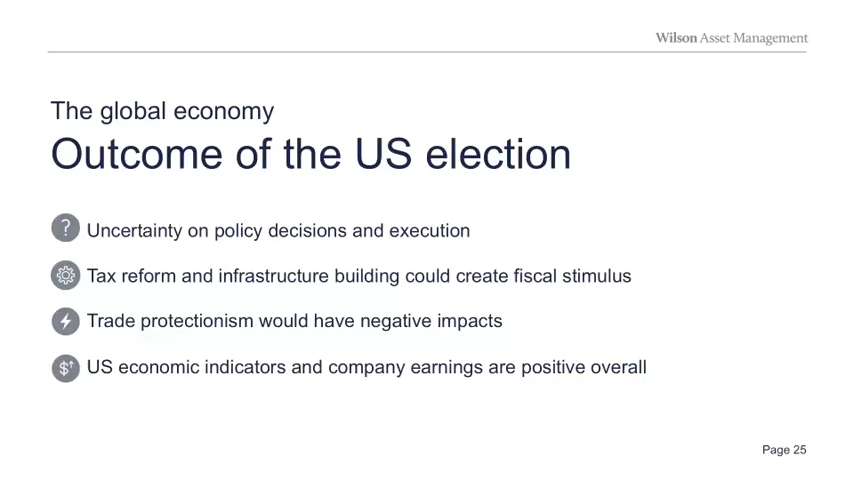 Wilson Asset Management
The global economy
Outcome of the US election
? Uncertainty on policy decisions and execution
Tax reform and infrastructure building could create fiscal stimulus
Trade protectionism would have negative impacts
$↑ US economic indicators and company earnings are positive overall
Page 25